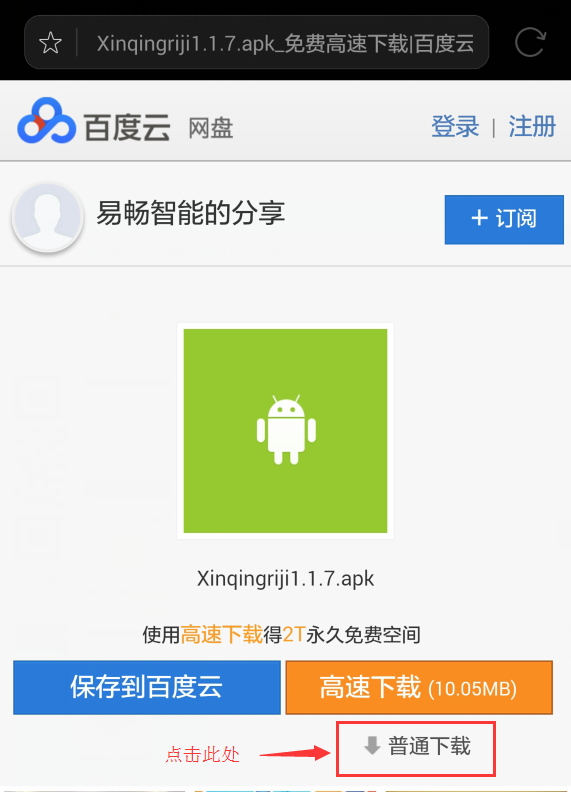 Xinqingriji1.1.7.apk_免费高速下载|百度云
百度云 网盘
登录 | 注册
易畅智能的分享
+ 订阅
Xinqingriji1.1.7.apk
使用高速下载得2T永久免费空间
保存到百度云
高速下载 (10.05MB)
点击此处
普通下载